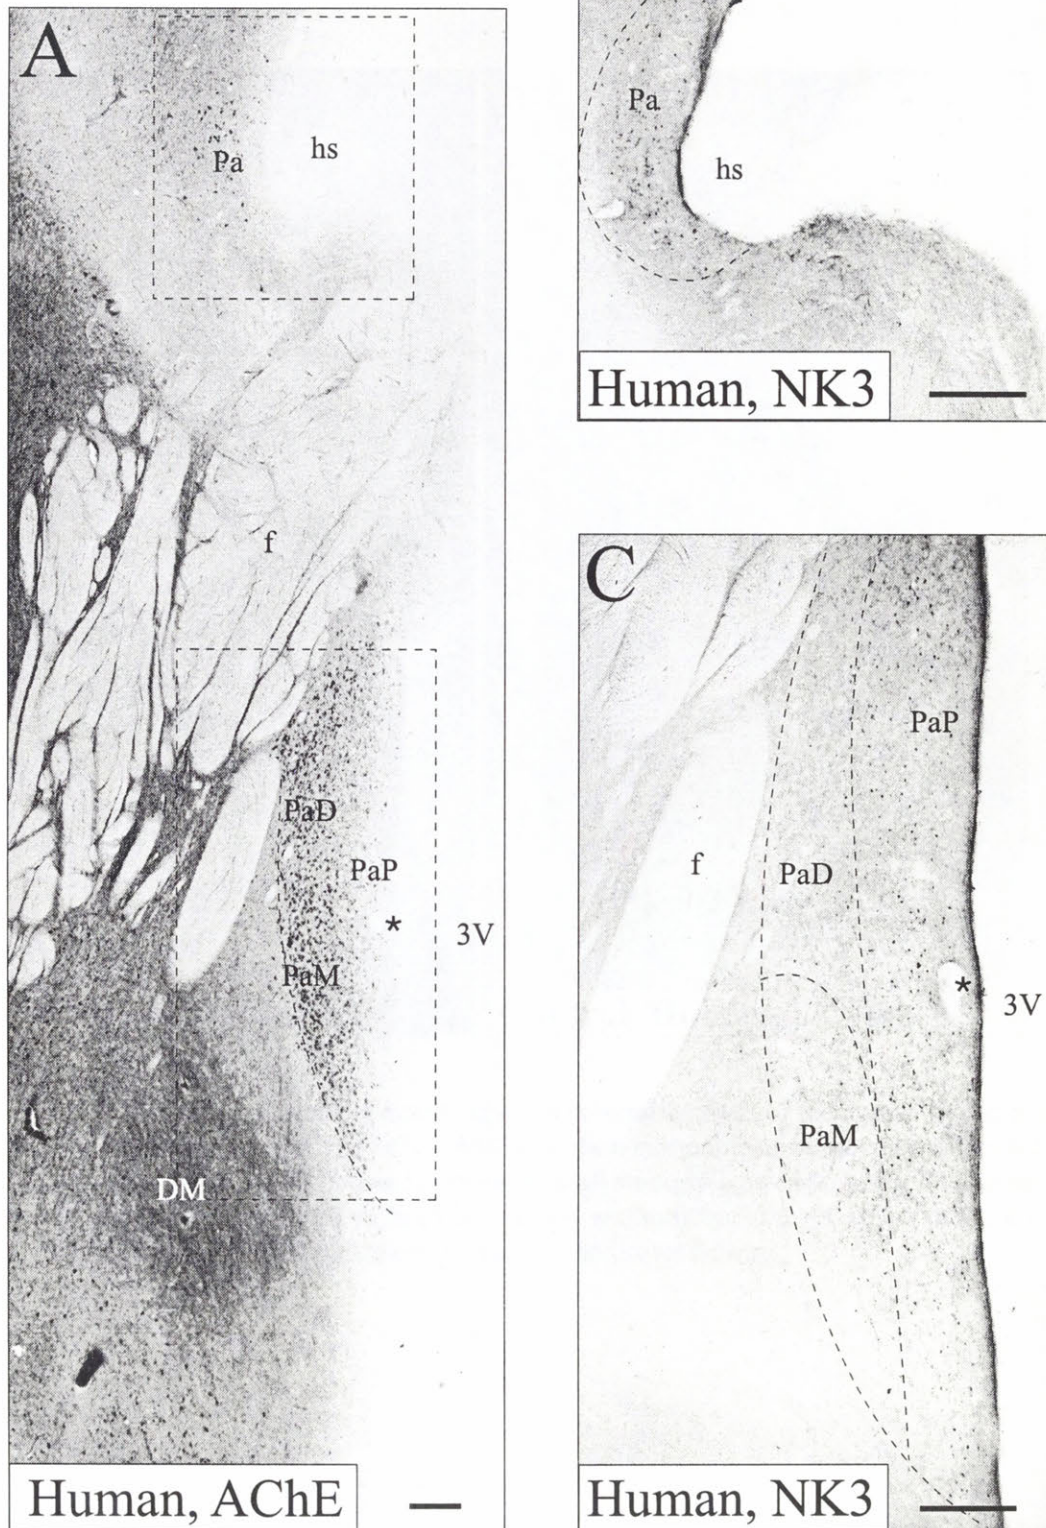 A
Pa
hs
f
PaD
PaP
*
3V
PaM
DM
Human, AChE
Pa
hs
Human, NK3
C
PaP
f
PaD
*
3V
PaM
Human, NK3